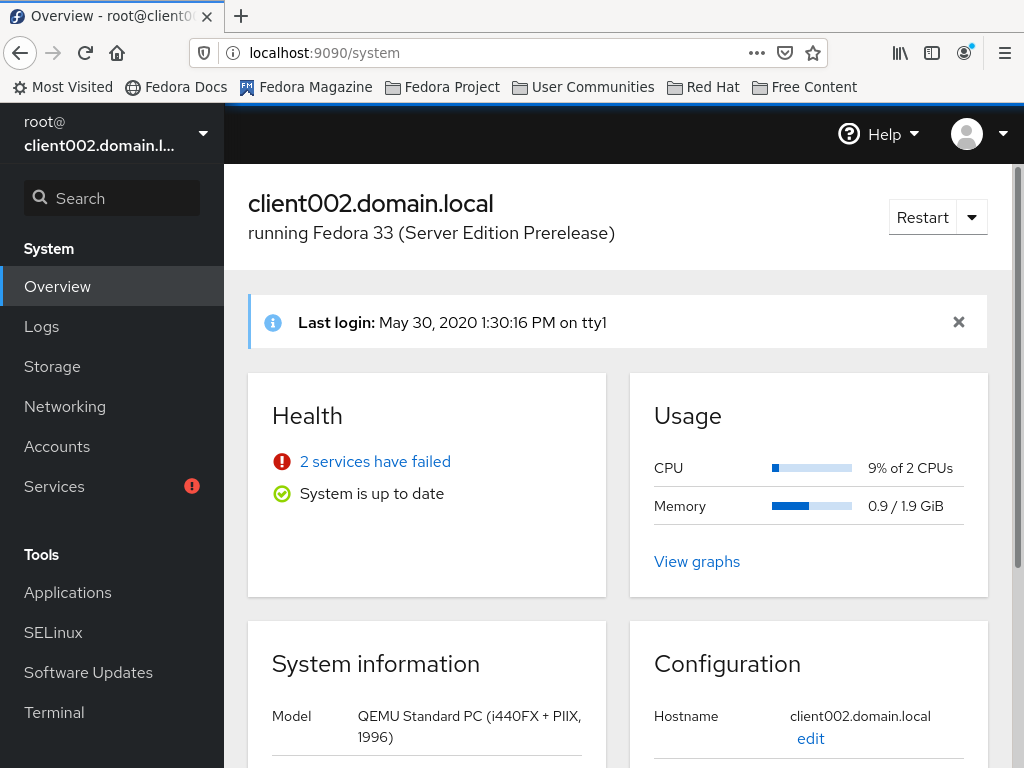 Overview - root@client0
localhost:9090/system
Most Visited Fedora Docs Fedora Magazine Fedora Project User Communities Red Hat Free Content
root@
client002.domain.l...
Help
Search
System
Overview
Logs
Storage
Networking
Accounts
Services
Tools
Applications
SELinux
Software Updates
Terminal
client002.domain.local
running Fedora 33 (Server Edition Prerelease)
Restart
Last login: May 30, 2020 1:30:16 PM on tty1
Health
2 services have failed
System is up to date
Usage
CPU 9% of 2 CPUs
Memory 0.9 / 1.9 GiB
View graphs
System information
Model QEMU Standard PC (i440FX + PIIX,
1996)
Configuration
Hostname client002.domain.local
edit